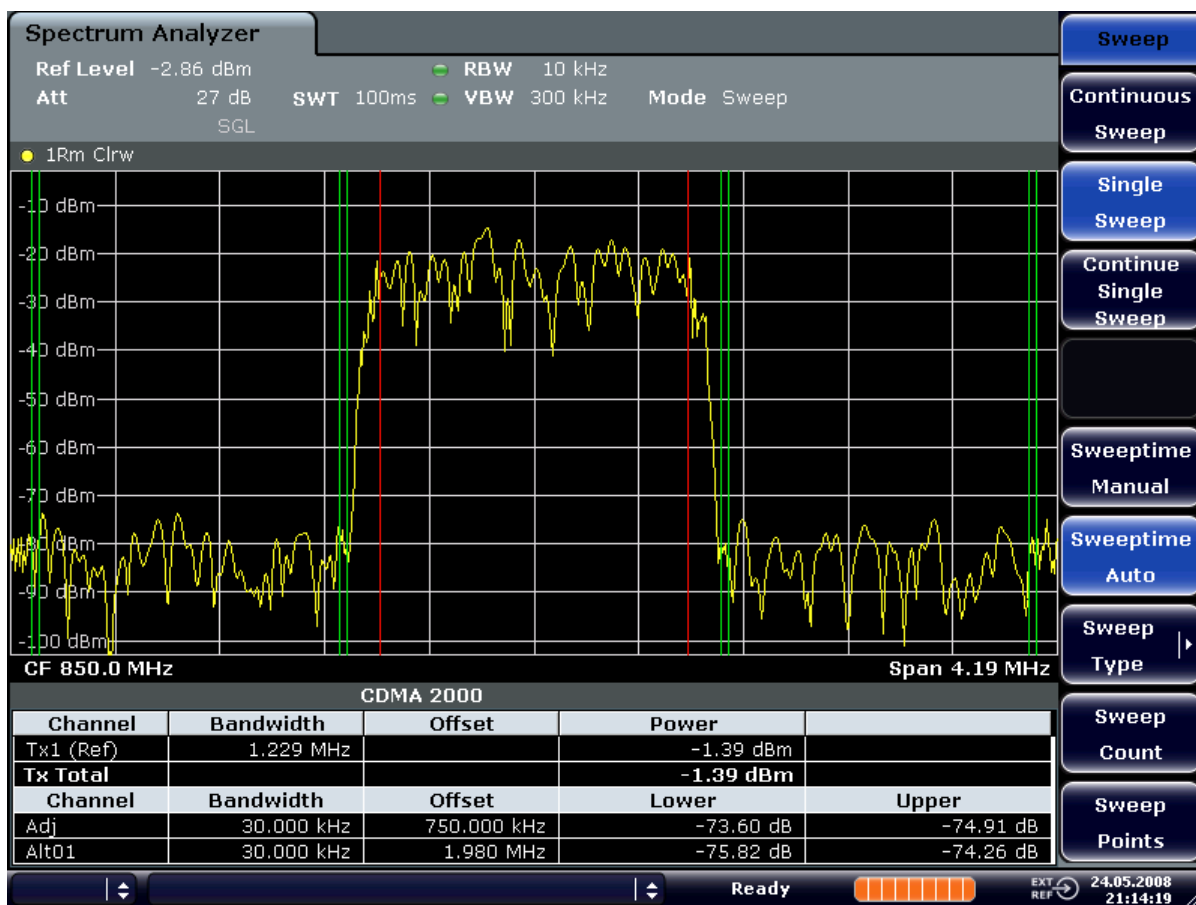 Spectrum Analyzer
Ref Level -2.86 dBm RBW 10 kHz
Att 27 dB SWT 100ms VBW 300 kHz Mode Sweep
SGL
1Rm Clrw
-10 dBm
-20 dBm
-30 dBm
-40 dBm
-50 dBm
-60 dBm
-70 dBm
-80 dBm
-90 dBm
-100 dBm
CF 850.0 MHz Span 4.19 MHz
CDMA 2000
Channel Bandwidth Offset Power
Tx1 (Ref) 1.229 MHz -1.39 dBm
Tx Total -1.39 dBm
Channel Bandwidth Offset Lower Upper
Adj 30.000 kHz 750.000 kHz -73.60 dB -74.91 dB
Alt01 30.000 kHz 1.980 MHz -75.82 dB -74.26 dB
Ready
EXT
REF
24.05.2008
21:14:19
Sweep
Continuous
Sweep
Single
Sweep
Continue
Single
Sweep
Sweeptime
Manual
Sweeptime
Auto
Sweep
Type
Sweep
Count
Sweep
Points